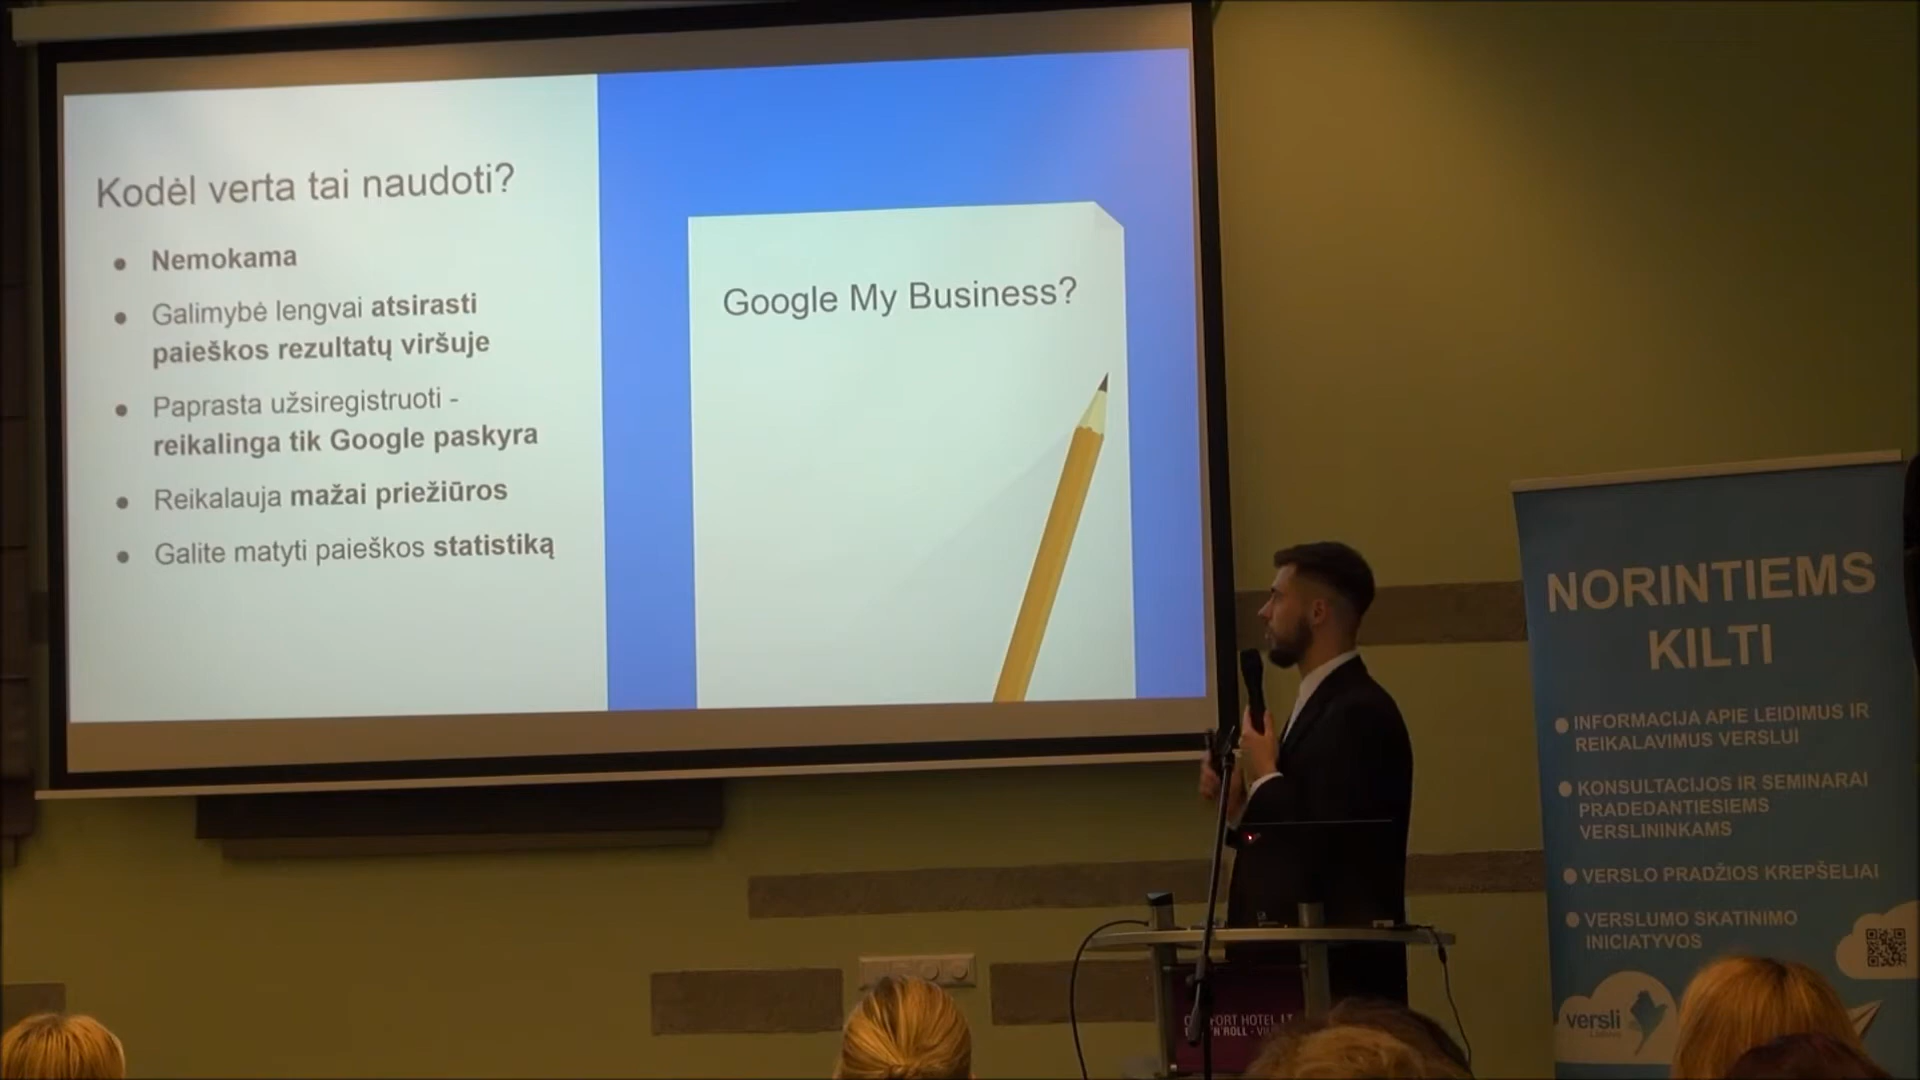 Kodėl verta tai naudoti?
Nemokama
Galimybė lengvai atsirasti
paieškos rezultatų viršuje
Paprasta užsiregistruoti -
reikalinga tik Google paskyra
Reikalauja mažai priežiūros
Galite matyti paieškos statistiką
Google My Business?
NORINTIEMS
KILTI
INFORMACIJA APIE LEIDIMUS IR
REIKALAVIMUS VERSLUI
KONSULTACIJOS IR SEMINARAI
PRADEDANTIESIEMS
VERSLININKAMS
VERSLO PRADŽIOS KREPŠELIAI
VERSLUMO SKATINIMO
INICIATYVOS
versli
HOTEL LT